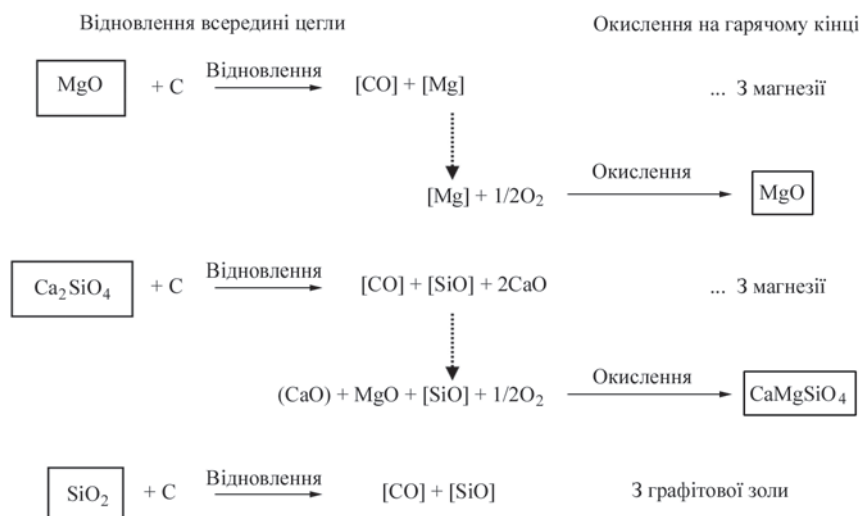 Відновлення всередині цегли Окислення на гарячому кінці
MgO + C Відновлення [CO] + [Mg] ... З магнезії
[Mg] + 1/2O₂ Окислення MgO
Ca₂SiO₄ + C Відновлення [CO] + [SiO] + 2CaO ... З магнезії
(CaO) + MgO + [SiO] + 1/2O₂ Окислення CaMgSiO₄
SiO₂ + C Відновлення [CO] + [SiO] З графітової золи